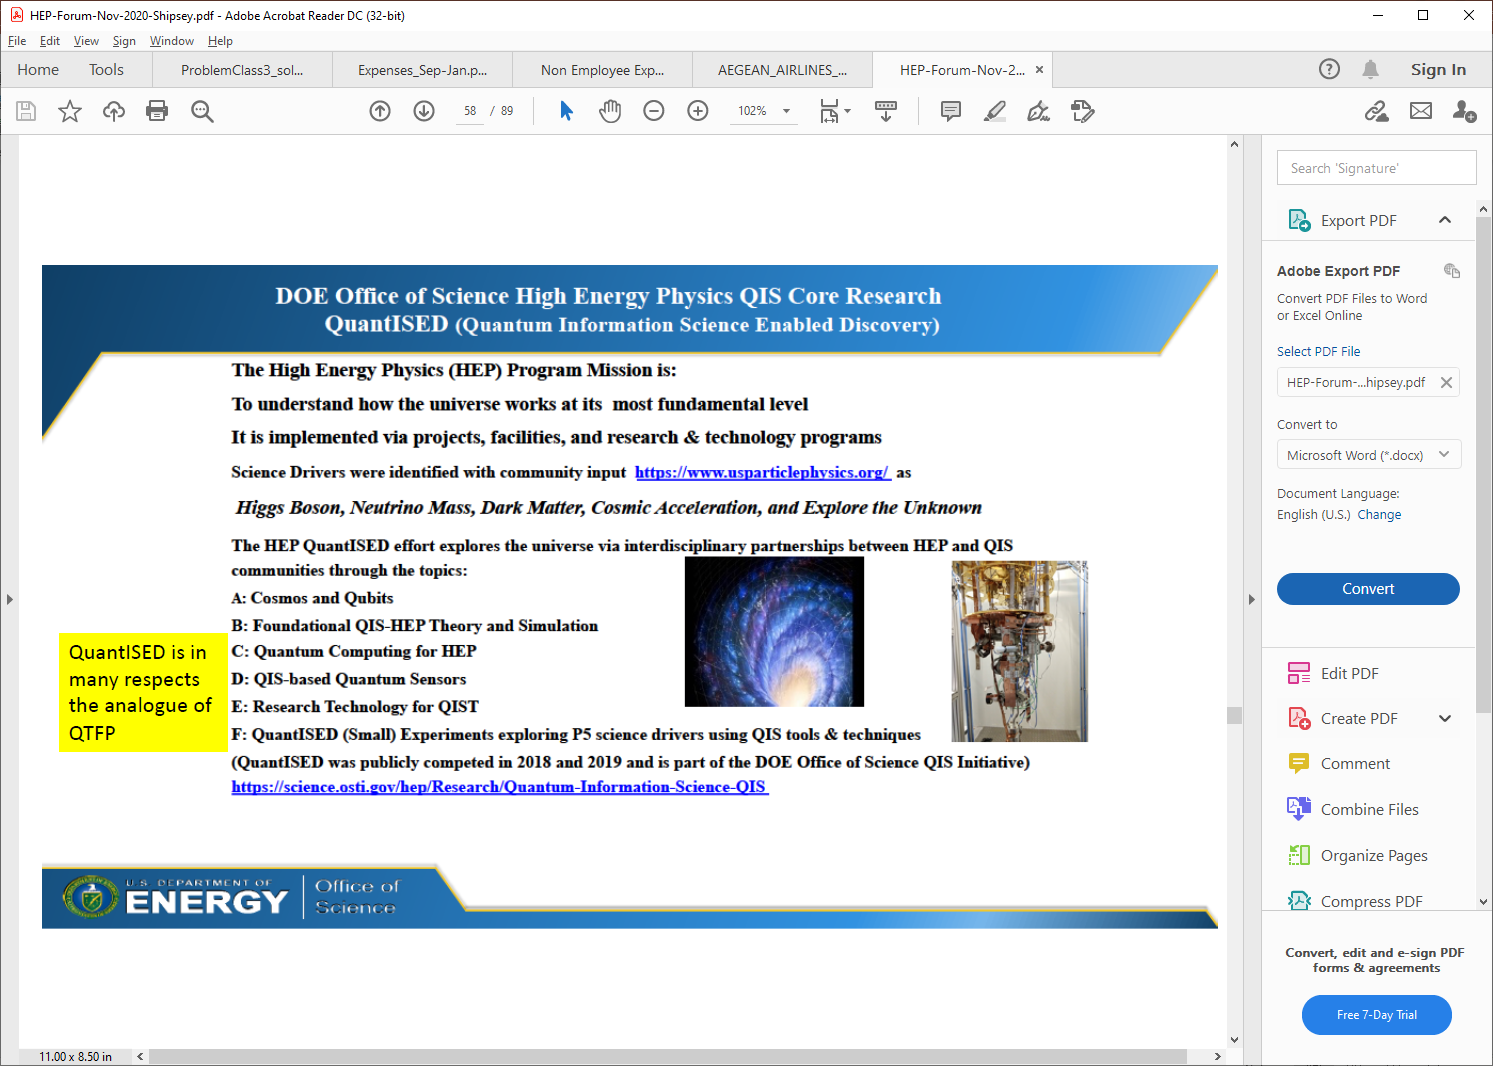 HEP-Forum-Nov-2020-Shipsey.pdf - Adobe Acrobat Reader DC (32-bit)
File Edit View Sign Window Help
Home Tools ProblemClass3_sol... Expenses_Sep-Jan.p... Non Employee Exp... AEGEAN_AIRLINES_... HEP-Forum-Nov-2... × Sign In
58 / 89 102%
DOE Office of Science High Energy Physics QIS Core Research
QuantISED (Quantum Information Science Enabled Discovery)
The High Energy Physics (HEP) Program Mission is:
To understand how the universe works at its most fundamental level
It is implemented via projects, facilities, and research & technology programs
Science Drivers were identified with community input https://www.usparticlephysics.org/ as
Higgs Boson, Neutrino Mass, Dark Matter, Cosmic Acceleration, and Explore the Unknown
The HEP QuantISED effort explores the universe via interdisciplinary partnerships between HEP and QIS
communities through the topics:
A: Cosmos and Qubits
B: Foundational QIS-HEP Theory and Simulation
C: Quantum Computing for HEP
D: QIS-based Quantum Sensors
E: Research Technology for QIST
F: QuantISED (Small) Experiments exploring P5 science drivers using QIS tools & techniques
(QuantISED was publicly competed in 2018 and 2019 and is part of the DOE Office of Science QIS Initiative)
https://science.osti.gov/hep/Research/Quantum-Information-Science-QIS
QuantISED is in
many respects
the analogue of
QTFP
U.S. DEPARTMENT OF
ENERGY
Office of
Science
11.00 x 8.50 in
Search 'Signature'
Export PDF
Adobe Export PDF
Convert PDF Files to Word
or Excel Online
Select PDF File
HEP-Forum-...hipsey.pdf
Convert to
Microsoft Word (*.docx)
Document Language:
English (U.S.) Change
Convert
Edit PDF
Create PDF
Comment
Combine Files
Organize Pages
Compress PDF
Convert, edit and e-sign PDF
forms & agreements
Free 7-Day Trial